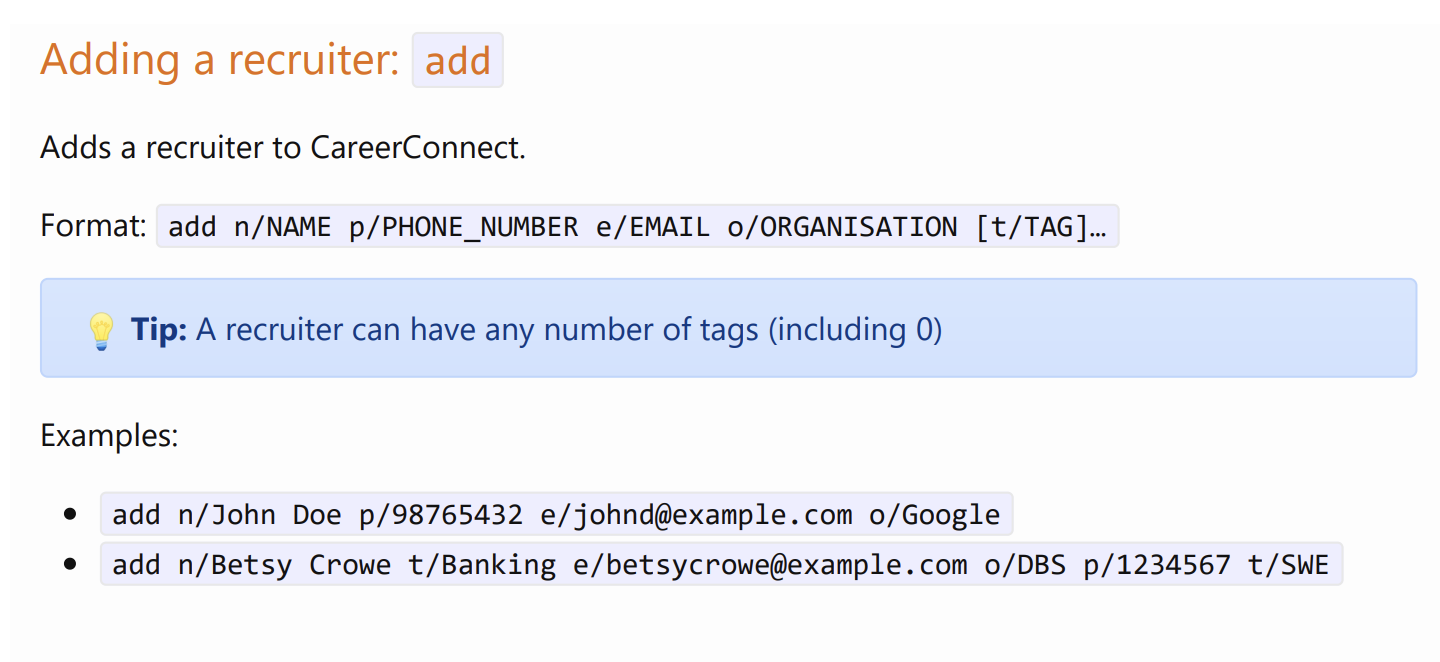 Adding a recruiter: add
Adds a recruiter to CareerConnect.
Format: add n/NAME p/PHONE_NUMBER e/EMAIL o/ORGANISATION [t/TAG]…
Tip: A recruiter can have any number of tags (including 0)
Examples:
add n/John Doe p/98765432 e/johnd@example.com o/Google
add n/Betsy Crowe t/Banking e/betsycrowe@example.com o/DBS p/1234567 t/SWE